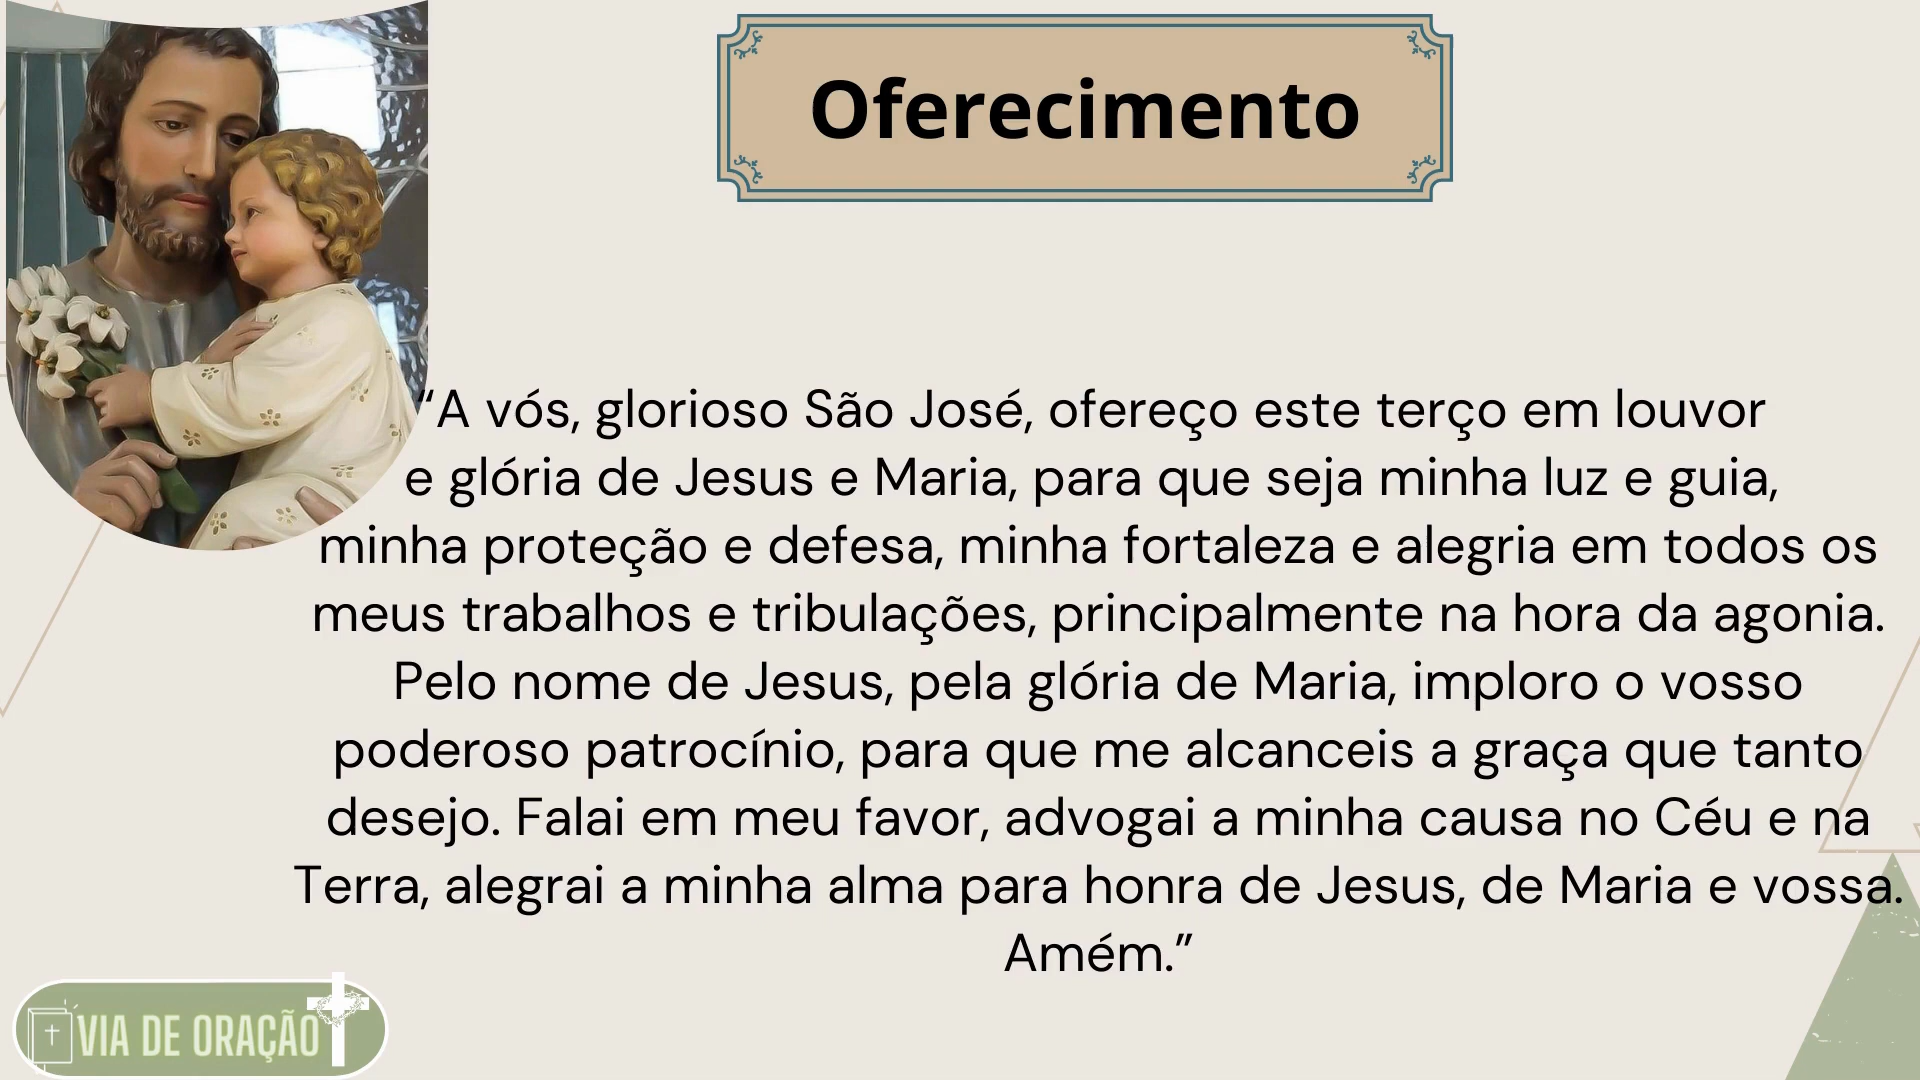 Oferecimento
“A vós, glorioso São José, ofereço este terço em louvor
e glória de Jesus e Maria, para que seja minha luz e guia,
minha proteção e defesa, minha fortaleza e alegria em todos os
meus trabalhos e tribulações, principalmente na hora da agonia.
Pelo nome de Jesus, pela glória de Maria, imploro o vosso
poderoso patrocínio, para que me alcanceis a graça que tanto
desejo. Falai em meu favor, advogai a minha causa no Céu e na
Terra, alegrai a minha alma para honra de Jesus, de Maria e vossa.
Amém.”
VIA DE ORAÇÃO